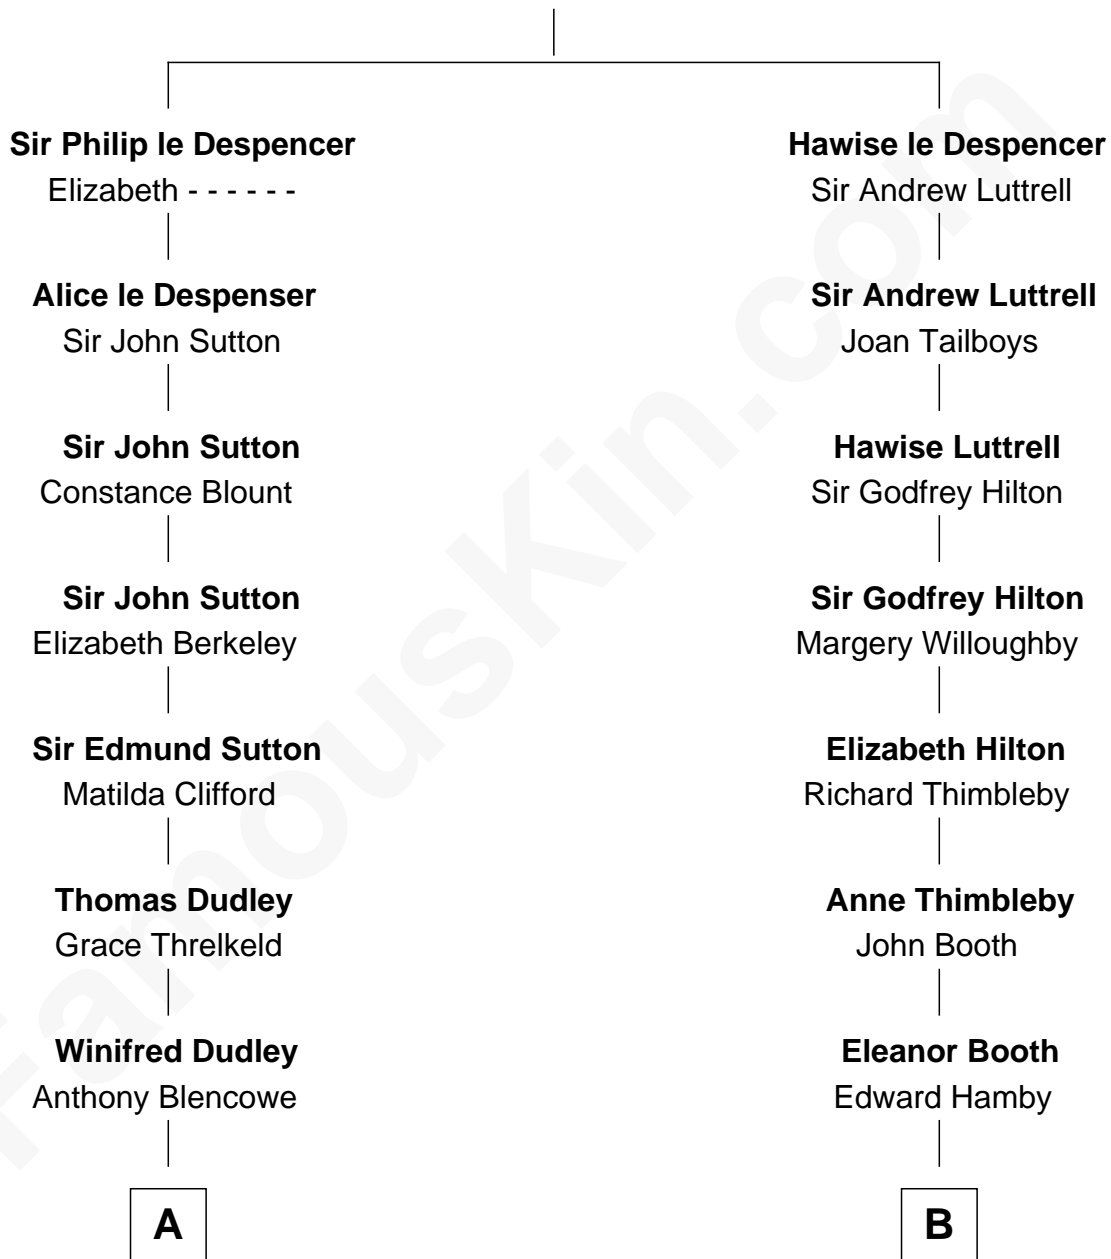 Sir Philip le Despencer
Elizabeth - - - - - -
Alice le Despenser
Sir John Sutton
Sir John Sutton
Constance Blount
Sir John Sutton
Elizabeth Berkeley
Sir Edmund Sutton
Matilda Clifford
Thomas Dudley
Grace Threlkeld
Winifred Dudley
Anthony Blencowe
A
Hawise le Despencer
Sir Andrew Luttrell
Sir Andrew Luttrell
Joan Tailboys
Hawise Luttrell
Sir Godfrey Hilton
Sir Godfrey Hilton
Margery Willoughby
Elizabeth Hilton
Richard Thimbleby
Anne Thimbleby
John Booth
Eleanor Booth
Edward Hamby
B
FamousKin.com